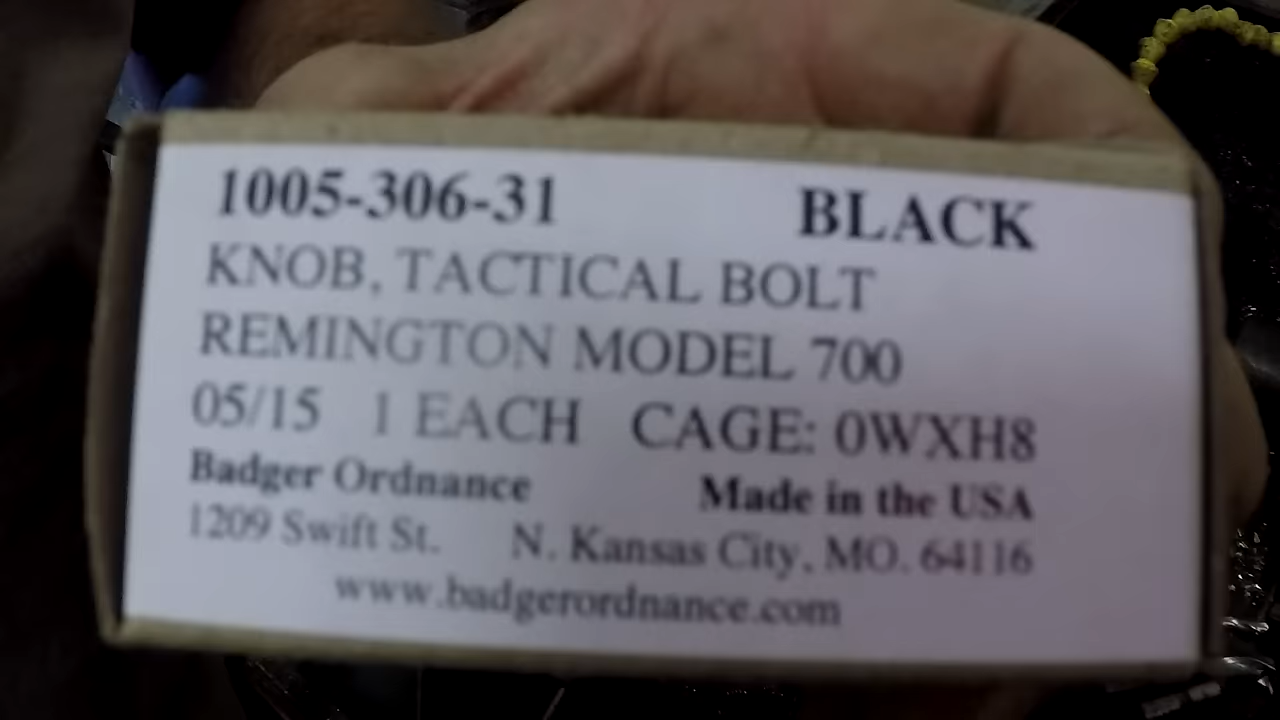 1005-306-31 BLACK
KNOB, TACTICAL BOLT
REMINGTON MODEL 700
05/15 1 EACH CAGE: 0WXH8
Badger Ordnance Made in the USA
1209 Swift St. N. Kansas City, MO. 64116
www.badgerordnance.com